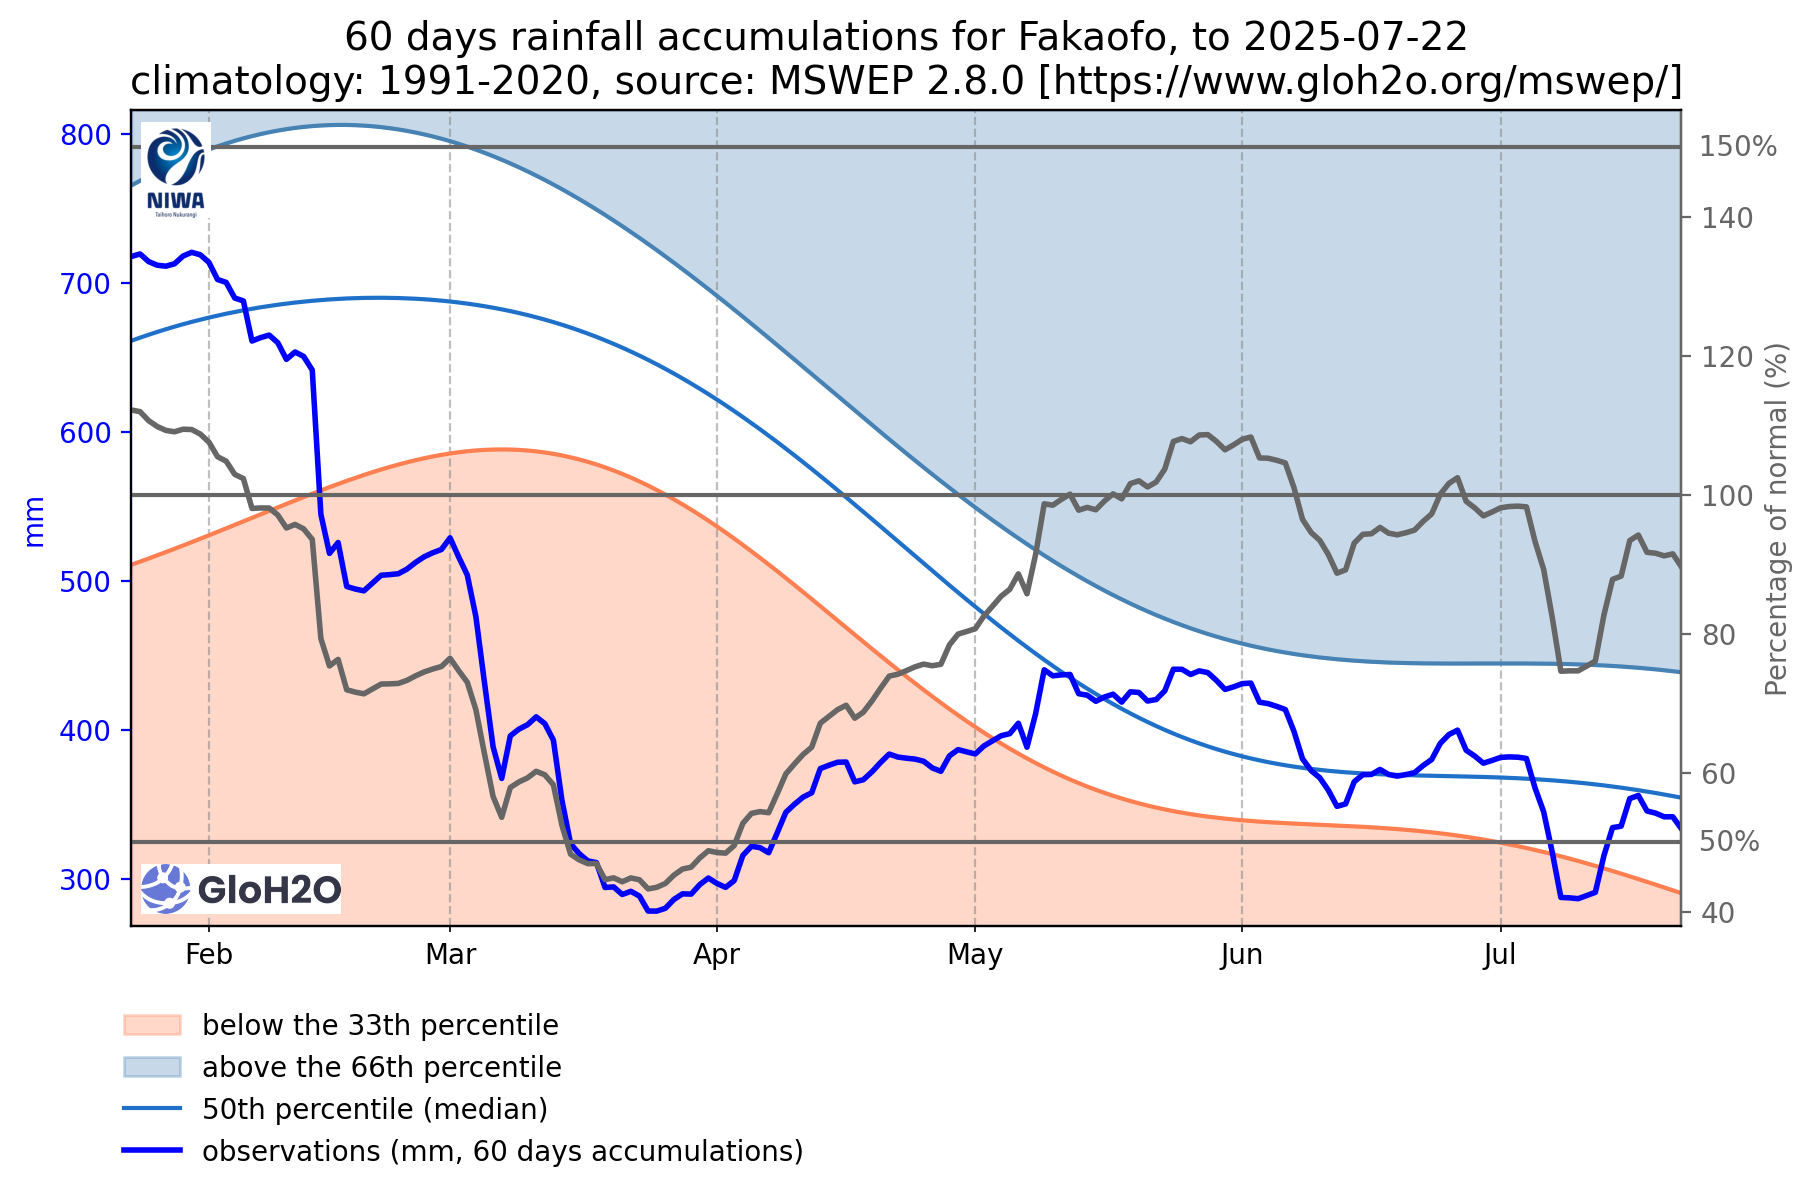 60 days rainfall accumulations for Fakaofo, to 2025-07-22
climatology: 1991-2020, source: MSWEP 2.8.0 [https://www.gloh2o.org/mswep/]
800
700
600
500
400
300
mm
NIWA
Taihoro Nukurangi
GloH2O
150%
140
120
100
80
60
50%
40
Percentage of normal (%)
Feb
Mar
Apr
May
Jun
Jul
below the 33th percentile
above the 66th percentile
50th percentile (median)
observations (mm, 60 days accumulations)